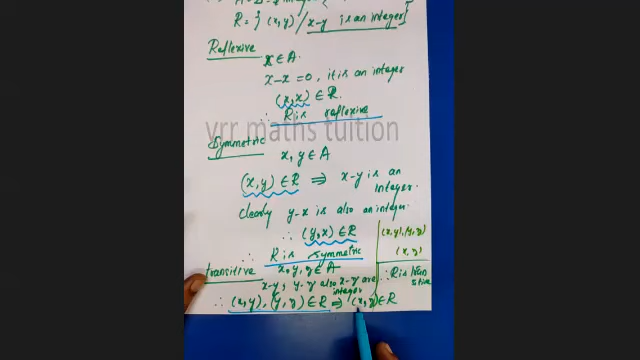 R = { (x,y) / x-y is an integer }
Reflexive
x ∈ A.
x-x = 0, it is an integer
(x,x) ∈ R.
∴ R is reflexive
vrr maths tuition
Symmetric
x, y ∈ A
(x,y) ∈ R ⇒ x-y is an integer.
clearly y-x is also an integer.
∴ (y,x) ∈ R
∴ R is symmetric
transitive x,y,z ∈ A
x-y, y-z also x-z are integer
∴ (x,y), (y,z) ∈ R ⇒ (x,z) ∈ R
(x,y), (y,z)
(x,z)
∴ R is transitive